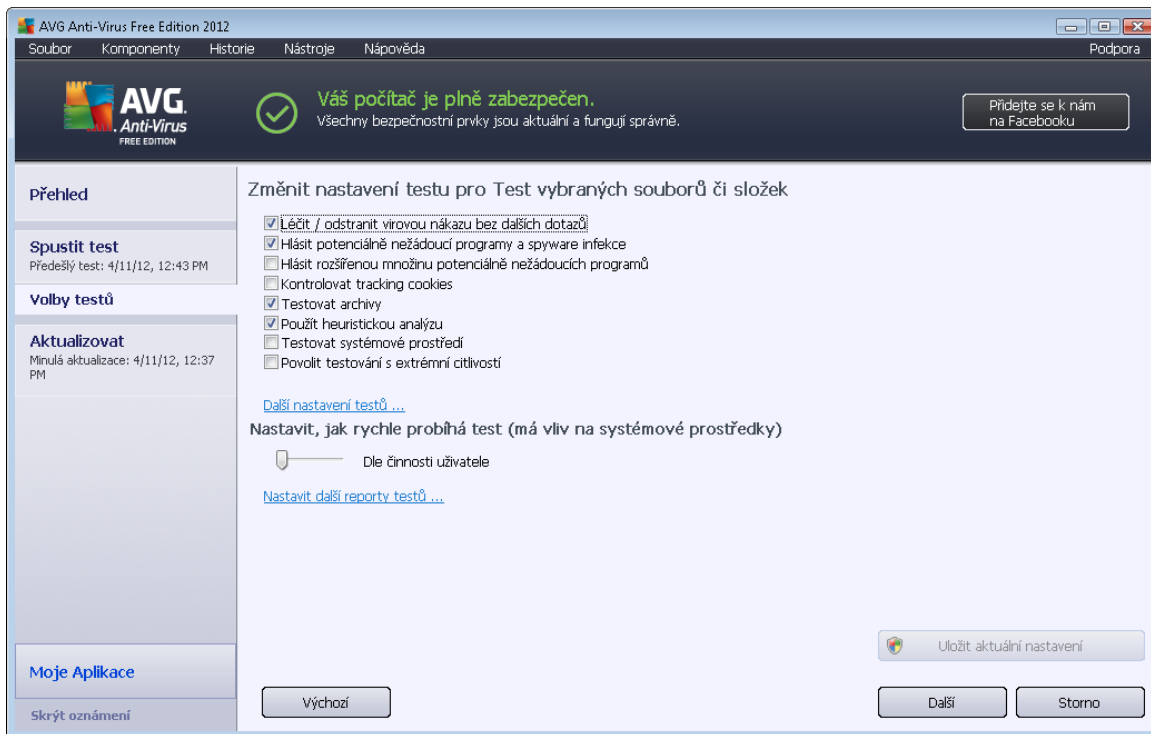 AVG Anti-Virus Free Edition 2012
Soubor Komponenty Historie Nástroje Nápověda Podpora
AVG.
Anti-Virus
FREE EDITION
Váš počítač je plně zabezpečen.
Všechny bezpečnostní prvky jsou aktuální a fungují správně.
Přidejte se k nám
na Facebooku
Přehled
Spustit test
Předešlý test: 4/11/12, 12:43 PM
Volby testů
Aktualizovat
Minulá aktualizace: 4/11/12, 12:37
PM
Moje Aplikace
Skrýt oznámení
Změnit nastavení testu pro Test vybraných souborů či složek
Léčit / odstranit virovou nákazu bez dalších dotazů
Hlásit potenciálně nežádoucí programy a spyware infekce
Hlásit rozšířenou množinu potenciálně nežádoucích programů
Kontrolovat tracking cookies
Testovat archivy
Použít heuristickou analýzu
Testovat systémové prostředí
Povolit testování s extrémní citlivostí
Další nastavení testů ...
Nastavit, jak rychle probíhá test (má vliv na systémové prostředky)
Dle činnosti uživatele
Nastavit další reporty testů ...
Uložit aktuální nastavení
Výchozí
Další
Storno